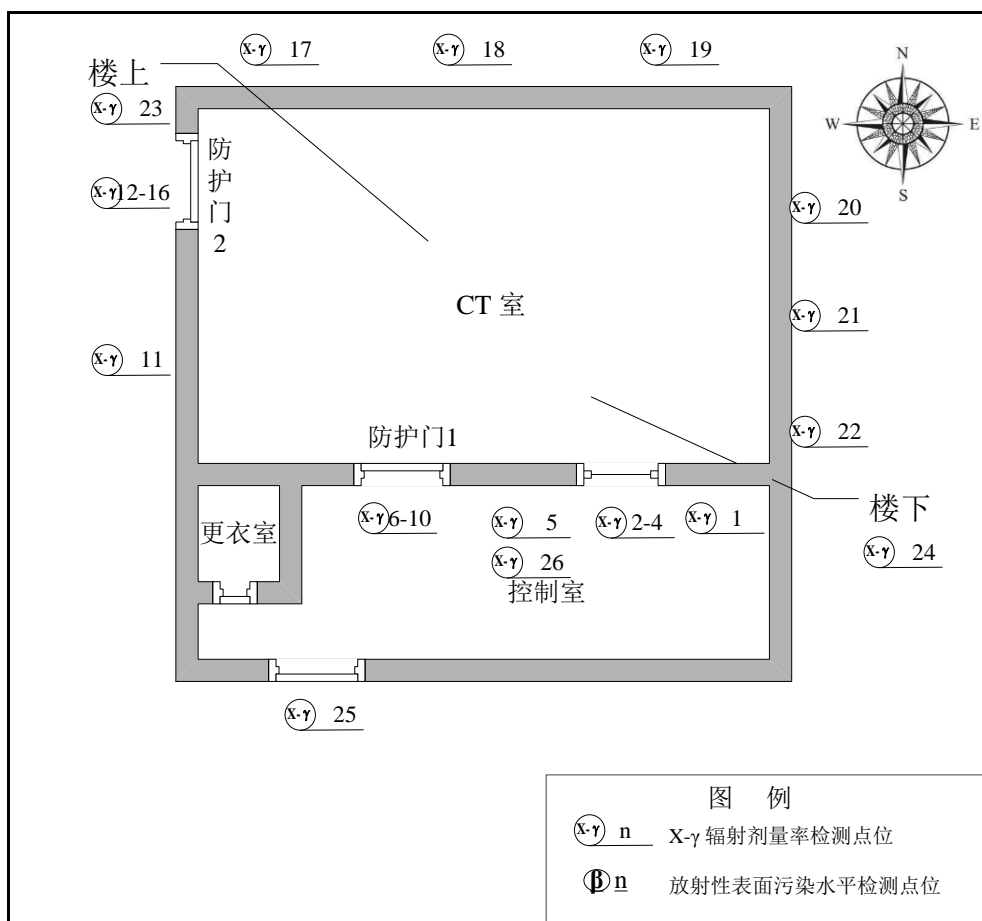 X-γ 17
X-γ 18
X-γ 19
楼上
N
X-γ 23
W
E
防护门2
X-γ 12-16
S
X-γ 20
CT 室
X-γ 21
X-γ 11
防护门1
X-γ 22
X-γ 6-10
X-γ 5
X-γ 2-4
X-γ 1
楼下
更衣室
X-γ 26
X-γ 24
控制室
X-γ 25
图 例
X-γ n X-γ 辐射剂量率检测点位
β n 放射性表面污染水平检测点位